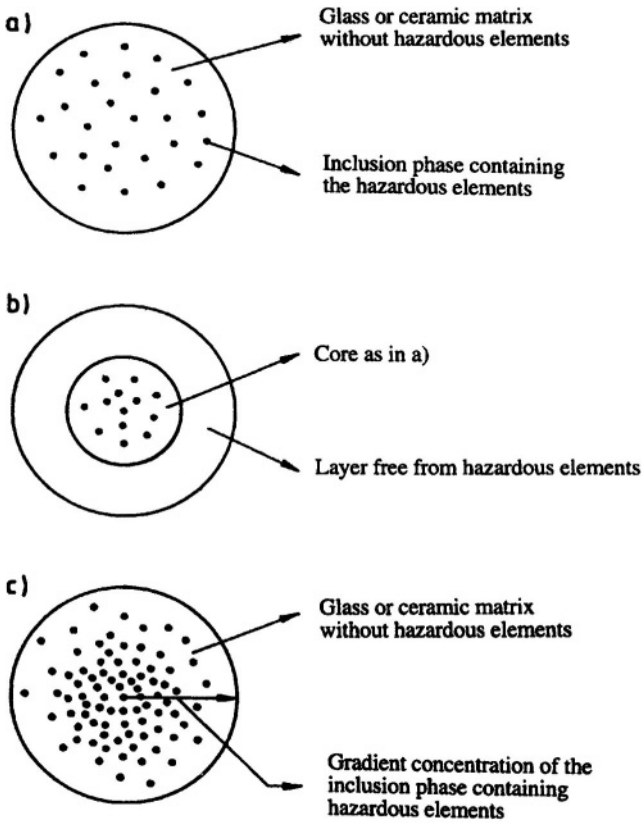 a)
Glass or ceramic matrix
without hazardous elements
Inclusion phase containing
the hazardous elements
b)
Core as in a)
Layer free from hazardous elements
c)
Glass or ceramic matrix
without hazardous elements
Gradient concentration of the
inclusion phase containing
hazardous elements